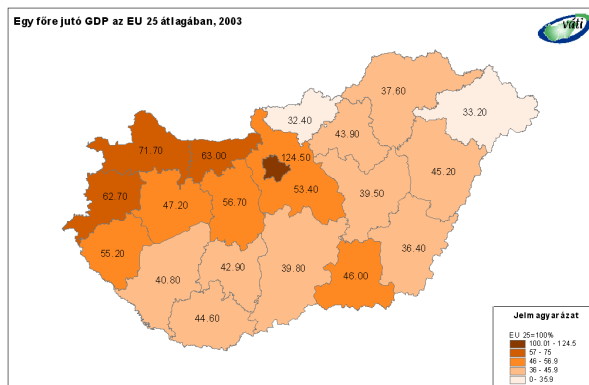 Egy főre jutó GDP az EU 25 átlagában, 2003
váti
37.60
32.40
33.20
43.90
71.70
63.00
124.50
45.20
62.70
47.20
56.70
53.40
39.50
55.20
36.40
40.80
42.90
39.80
46.00
44.60
Jelmagyarázat
EU 25=100%
100.01 - 124.5
57 - 75
46 - 56.9
36 - 45.9
0 - 35.9